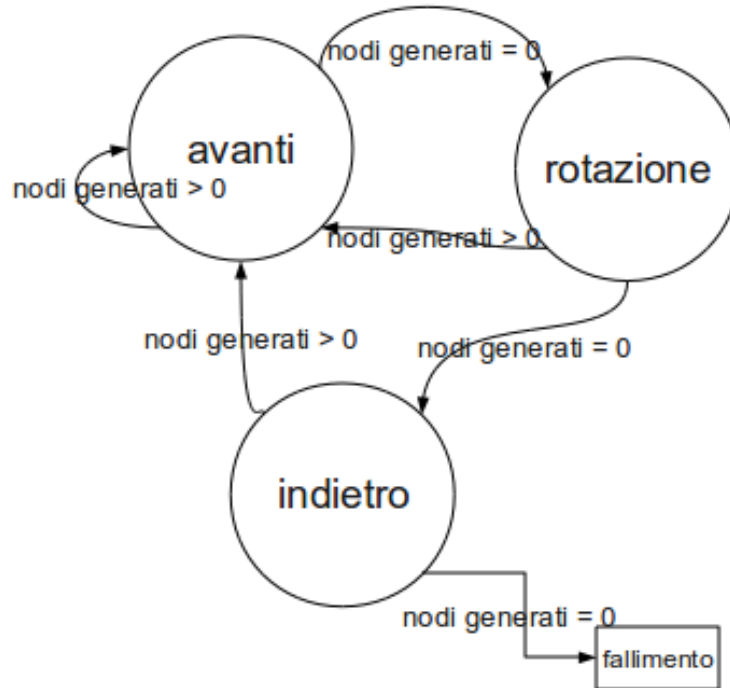 nodi generati = 0
avanti
rotazione
nodi generati > 0
nodi generati > 0
nodi generati > 0
nodi generati = 0
indietro
nodi generati = 0
fallimento